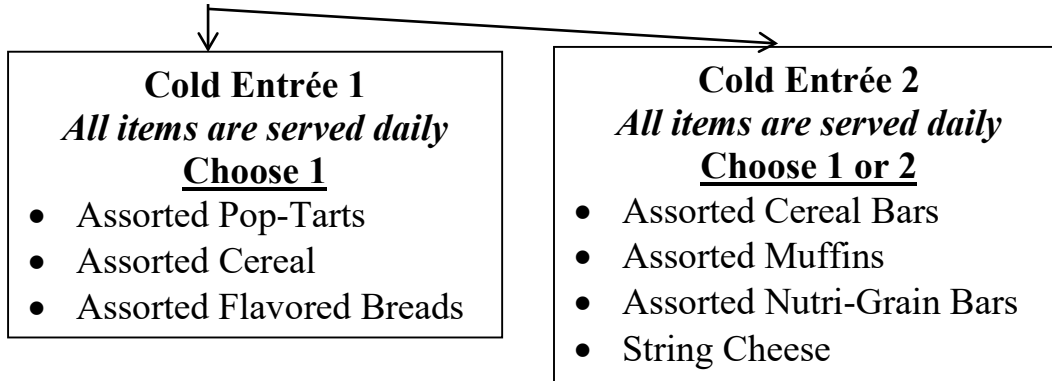 Cold Entrée 1
All items are served daily
Choose 1
• Assorted Pop-Tarts
• Assorted Cereal
• Assorted Flavored Breads
Cold Entrée 2
All items are served daily
Choose 1 or 2
• Assorted Cereal Bars
• Assorted Muffins
• Assorted Nutri-Grain Bars
• String Cheese